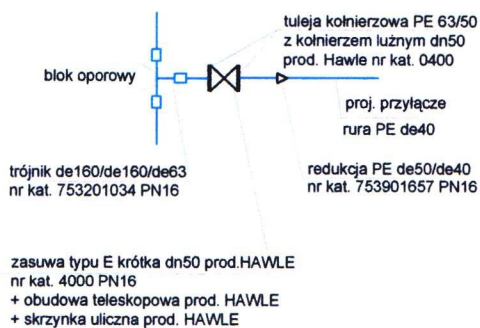 tuleja kołnierzowa PE 63/50
z kołnierzem luźnym dn50
prod. Hawle nr kat. 0400
blok oporowy
proj. przyłącze
rura PE de40
trójnik de160/de160/de63
nr kat. 753201034 PN16
redukcja PE de50/de40
nr kat. 753901657 PN16
zasuwa typu E krótka dn50 prod.HAWLE
nr kat. 4000 PN16
+ obudowa teleskopowa prod. HAWLE
+ skrzynka uliczna prod. HAWLE